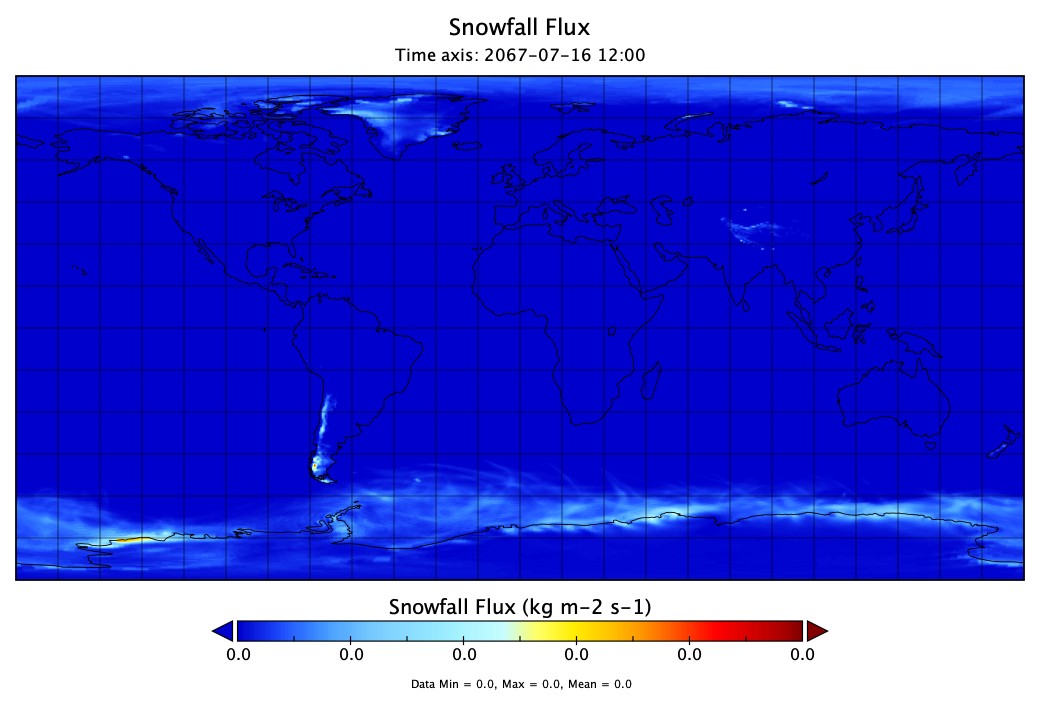 Snowfall Flux
Time axis: 2067-07-16 12:00
Snowfall Flux (kg m-2 s-1)
0.0 0.0 0.0 0.0 0.0 0.0
Data Min = 0.0, Max = 0.0, Mean = 0.0